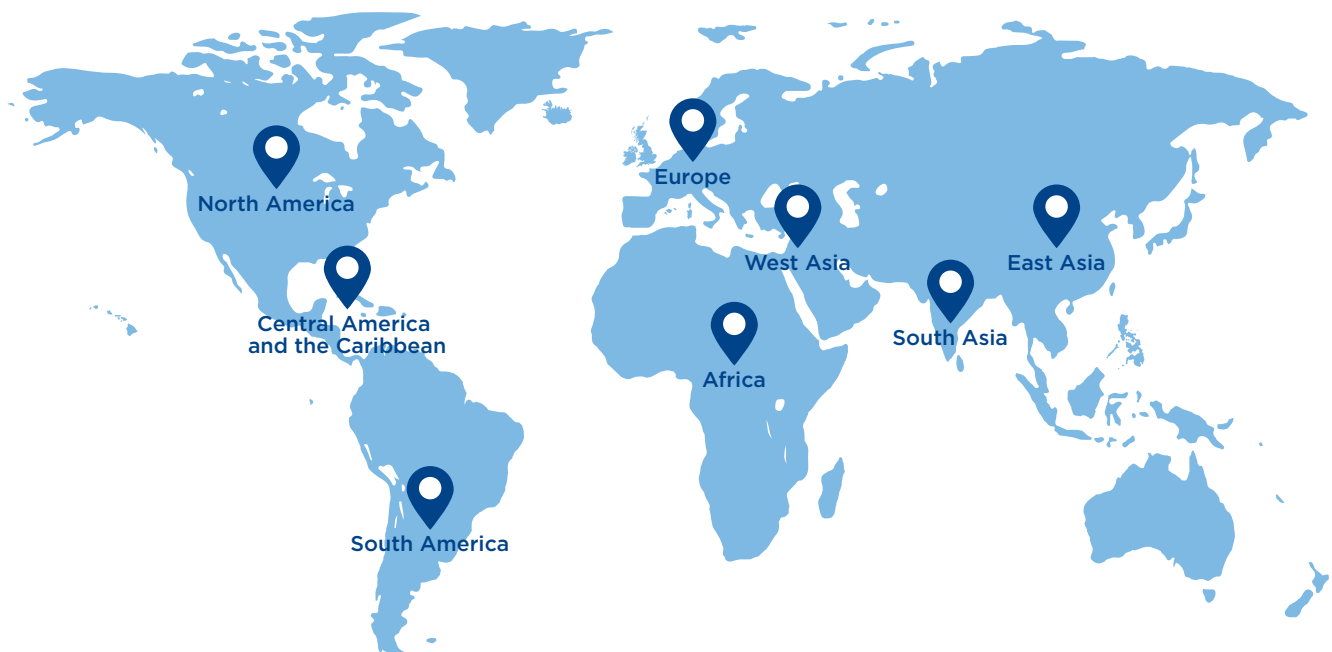 Europe
North America
West Asia
East Asia
Central America
and the Caribbean
South Asia
Africa
South America